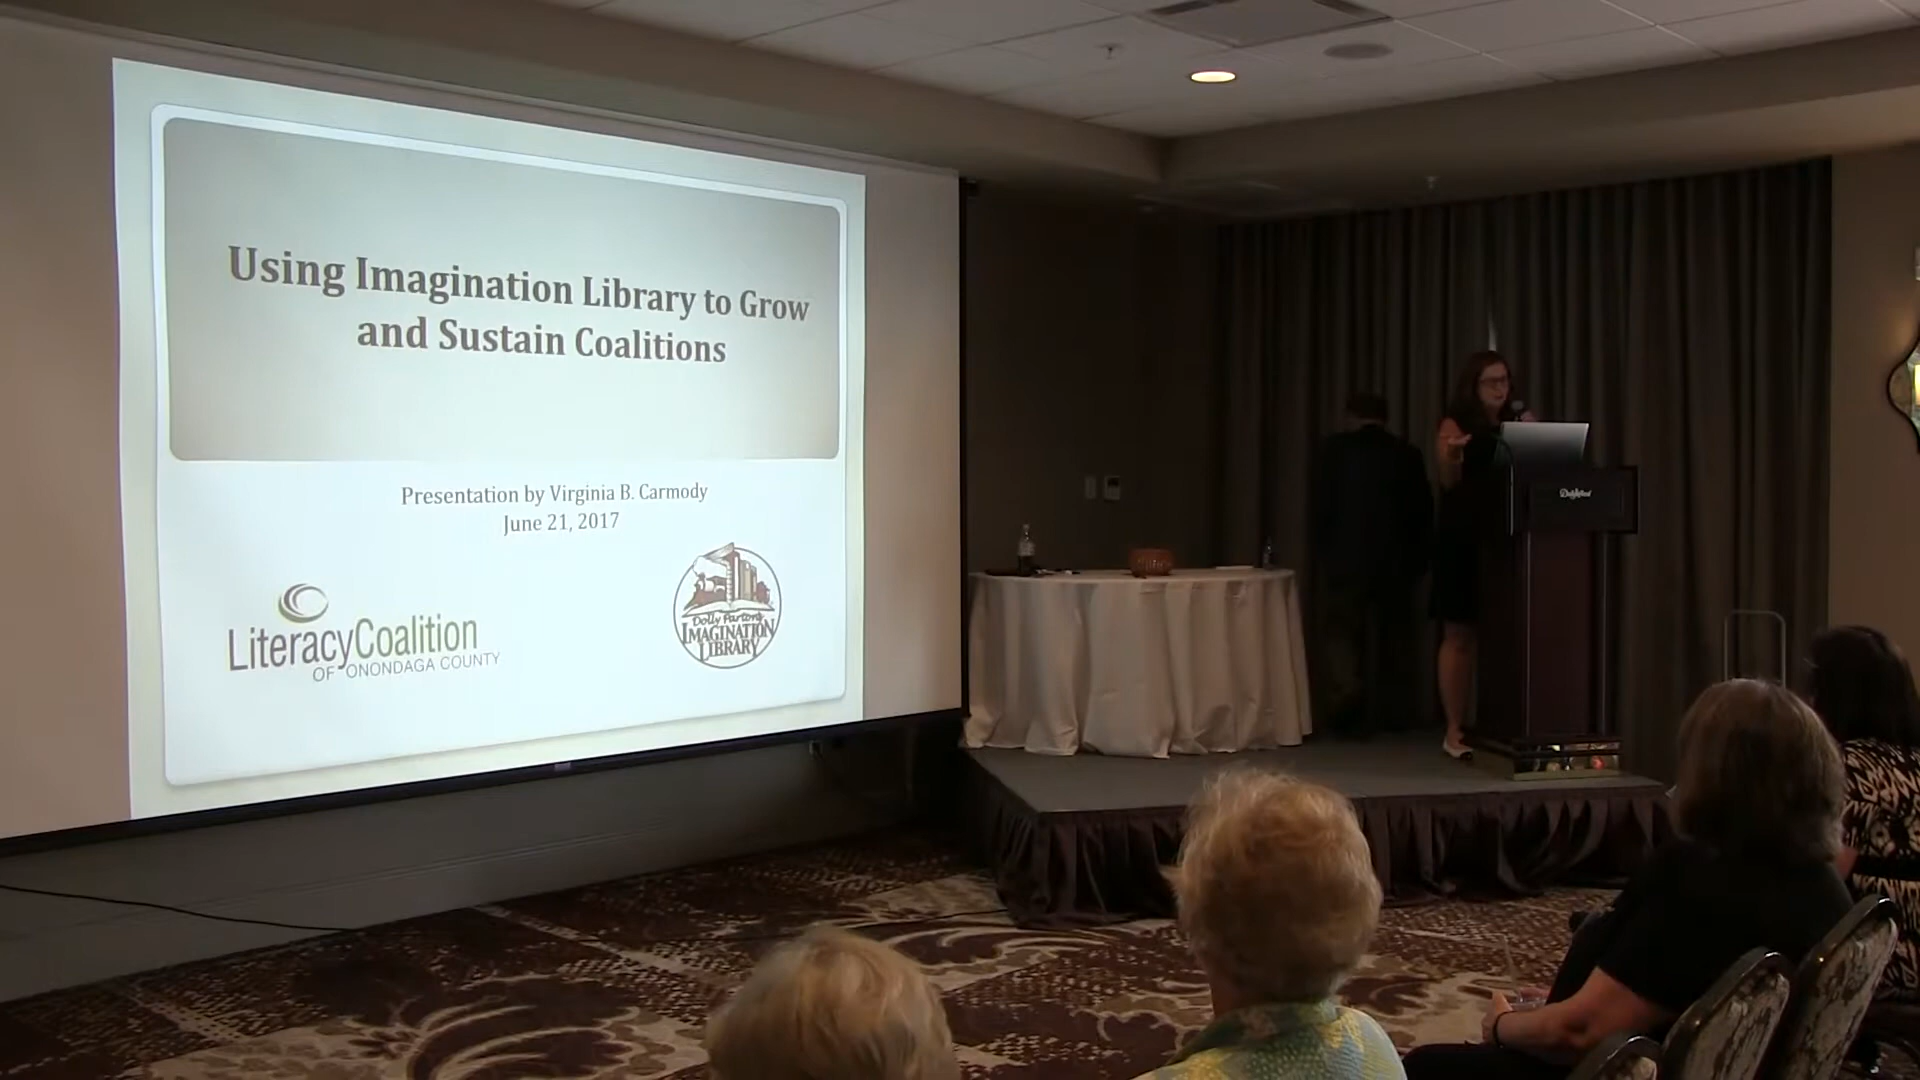 Using Imagination Library to Grow
and Sustain Coalitions
Presentation by Virginia B. Carmody
June 21, 2017
LiteracyCoalition
OF ONONDAGA COUNTY
Dolly Parton's
IMAGINATION
LIBRARY
Dollywood